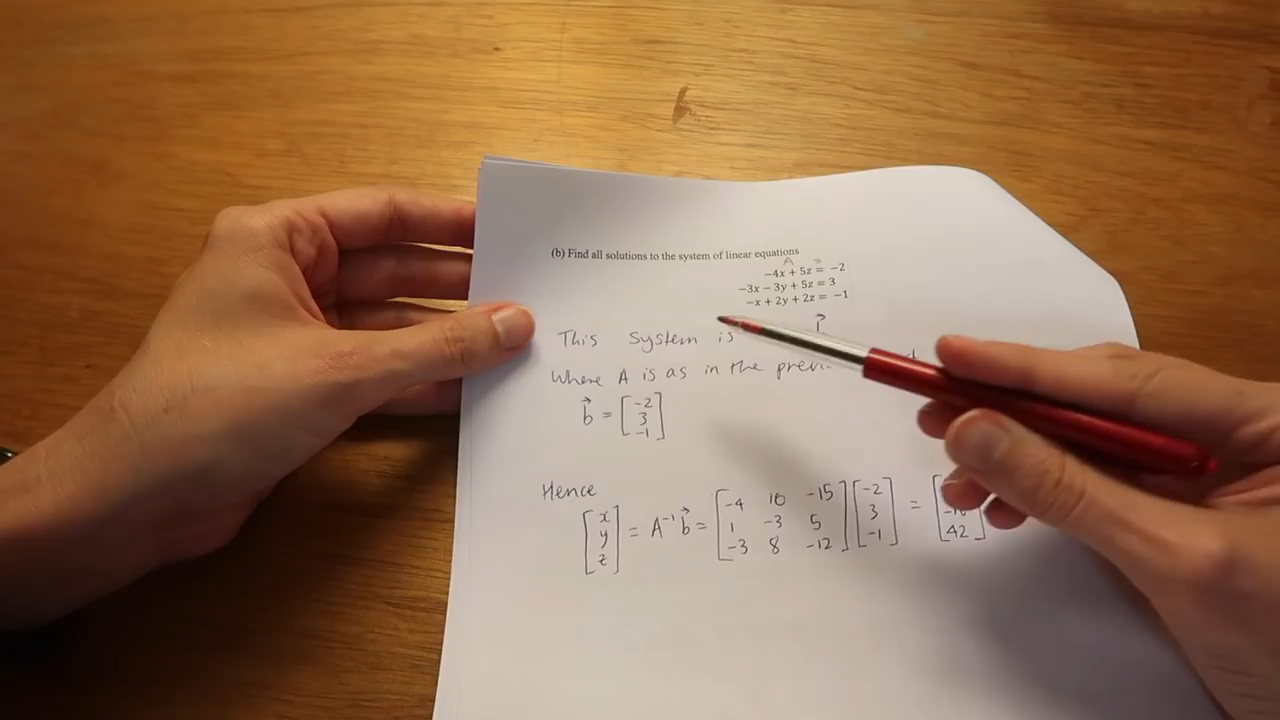 (b) Find all solutions to the system of linear equations
A =
−4x + 5z = −2
−3x − 3y + 5z = 3
−x + 2y + 2z = −1
This System is
Where A is as in the
b⃗ = [-2 3 -1]
Hence
[x y z] = A⁻¹ b⃗ = [-4 10 -15 1 -3 5 -3 8 -12] [-2 3 -1] = [42]